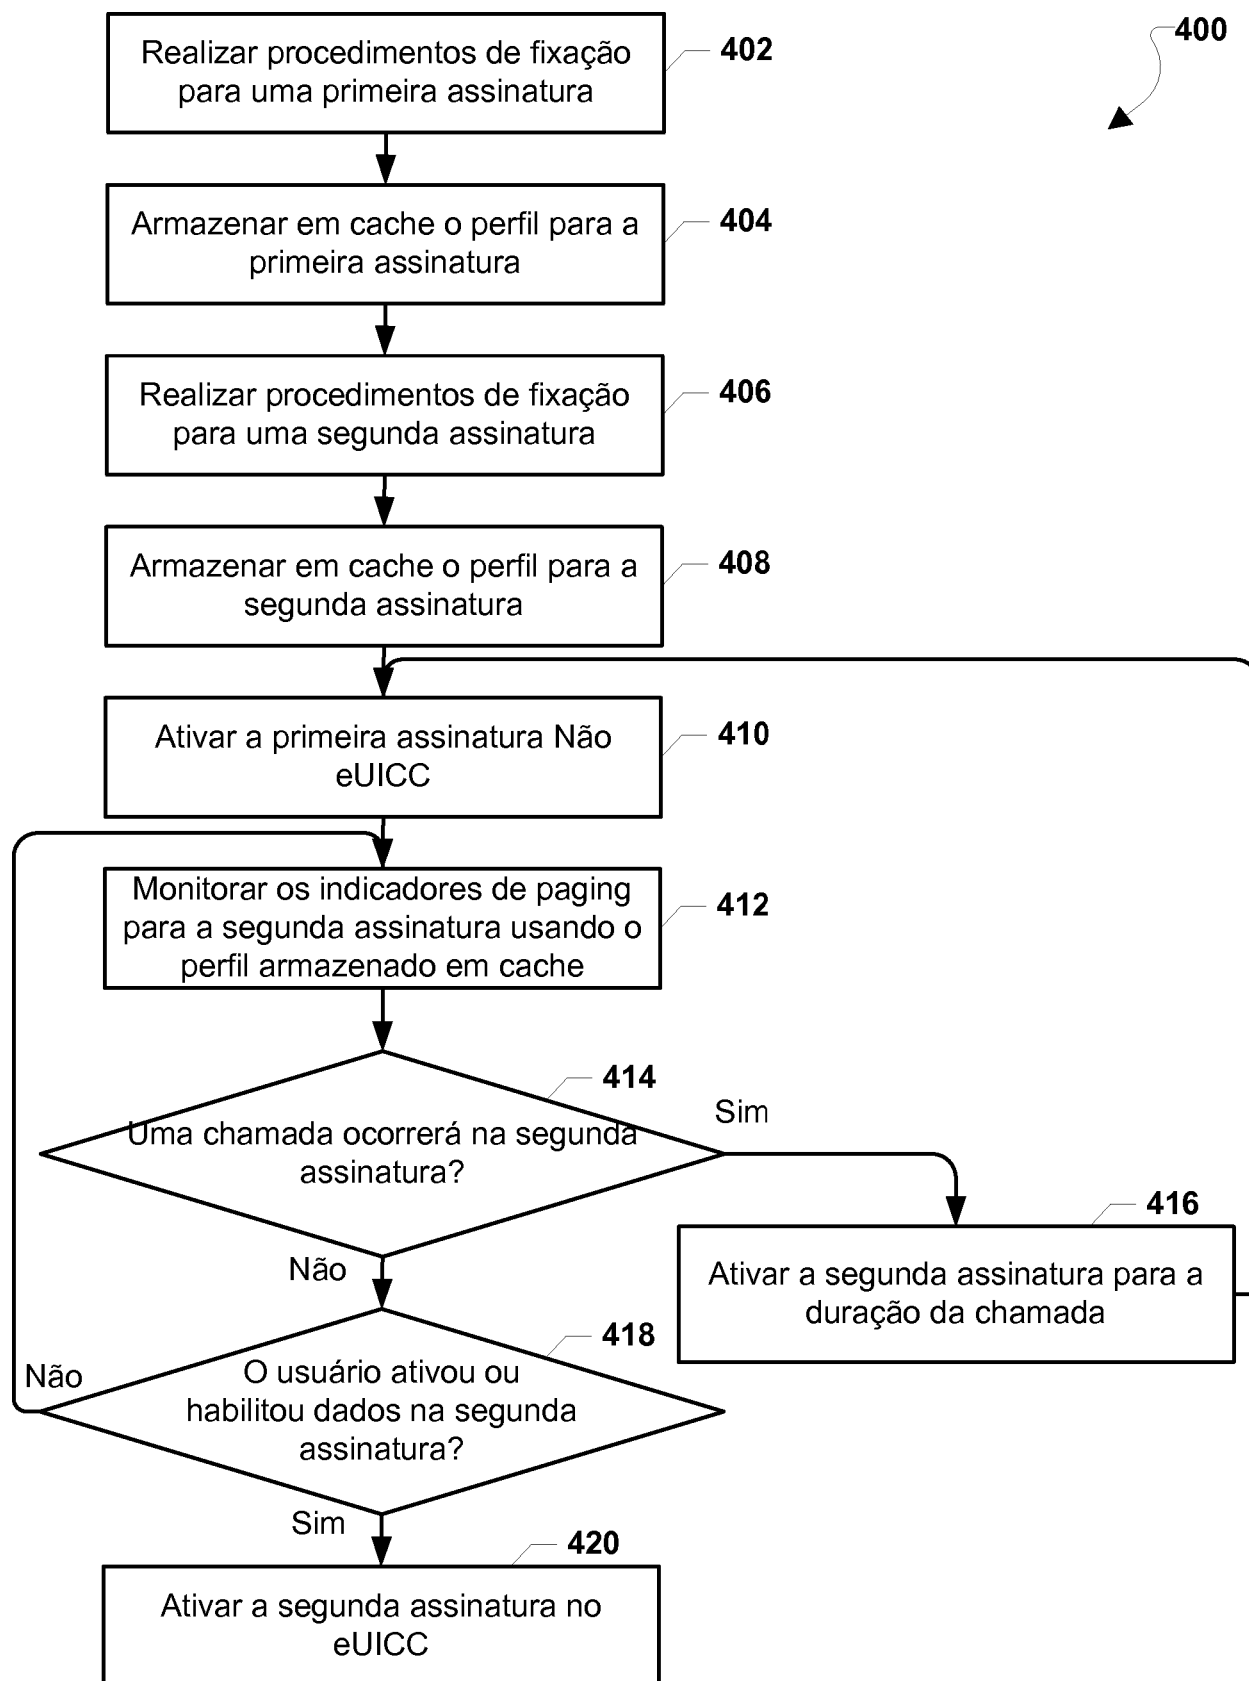 400
Realizar procedimentos de fixação
para uma primeira assinatura
402
Armazenar em cache o perfil para a
primeira assinatura
404
Realizar procedimentos de fixação
para uma segunda assinatura
406
Armazenar em cache o perfil para a
segunda assinatura
408
Ativar a primeira assinatura Não
eUICC
410
Monitorar os indicadores de paging
para a segunda assinatura usando o
perfil armazenado em cache
412
414
Uma chamada ocorrerá na segunda
assinatura?
Sim
Não
416
Ativar a segunda assinatura para a
duração da chamada
418
O usuário ativou ou
habilitou dados na segunda
assinatura?
Não
Sim
420
Ativar a segunda assinatura no
eUICC